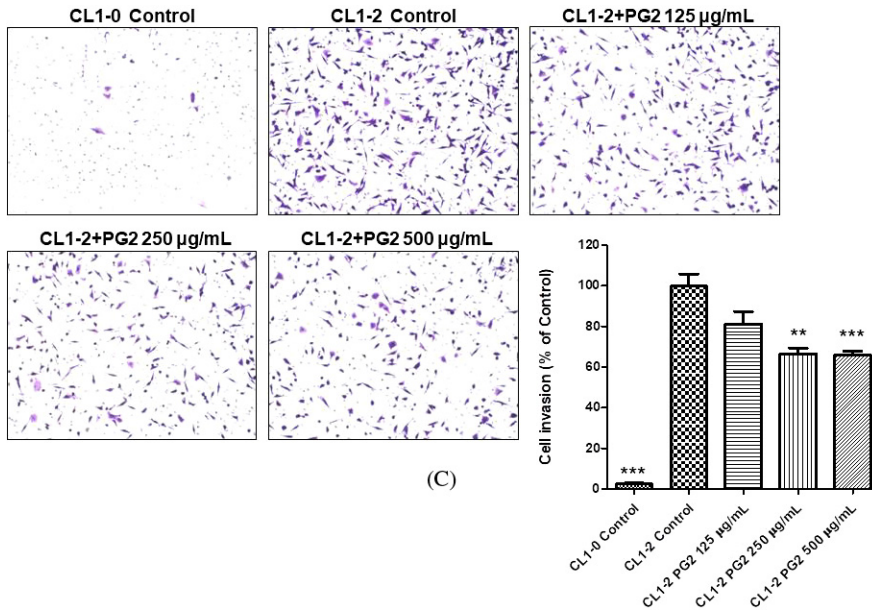 CL1-0 Control
CL1-2 Control
CL1-2+PG2 125 µg/mL
CL1-2+PG2 250 µg/mL
CL1-2+PG2 500 µg/mL
Cell invasion (% of Control)
120
100
80
60
40
20
0
***
**
***
CL1-0 Control
CL1-2 Control
CL1-2 PG2 125 µg/mL
CL1-2 PG2 250 µg/mL
CL1-2 PG2 500 µg/mL
(C)